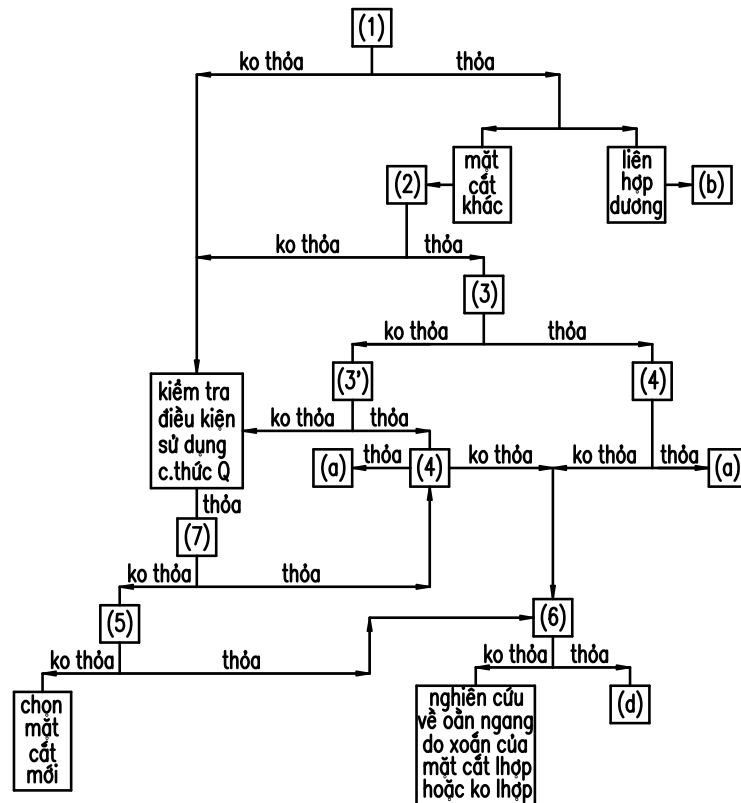 (1)
ko thỏa
thỏa
mặt
cắt
khác
liên
hợp
dương
(2)
(b)
ko thỏa
thỏa
(3)
ko thỏa
thỏa
(3')
(4)
kiểm tra
điều kiện
sử dụng
c.thức Q
ko thỏa
thỏa
(a)
thỏa
(4)
ko thỏa
ko thỏa
thỏa
(a)
thỏa
(7)
ko thỏa
thỏa
(5)
(6)
ko thỏa
thỏa
ko thỏa
thỏa
chọn
mặt
cắt
mới
nghiên cứu
về oằn ngang
do xoắn của
mặt cắt lhợp
hoặc ko lhợp
(d)